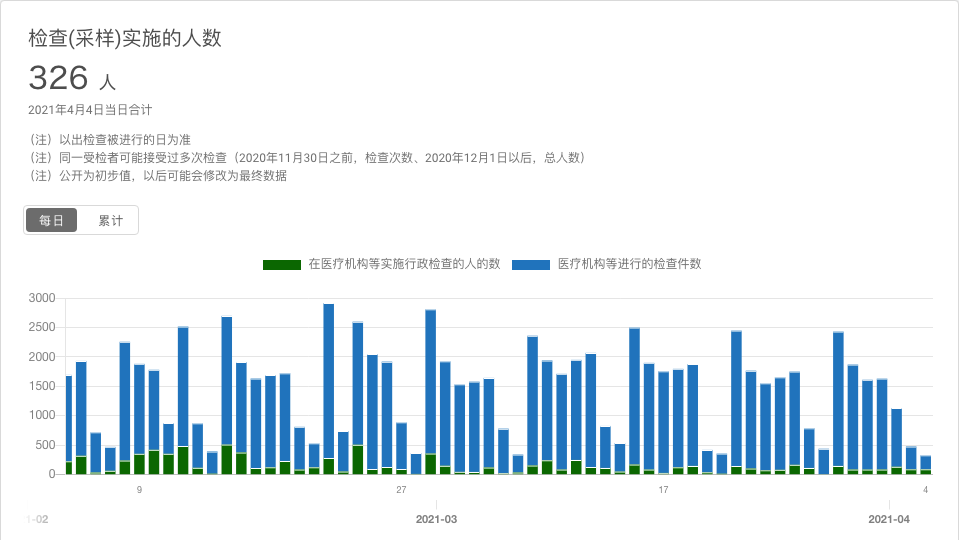 检查(采样)实施的人数
326 人
2021年4月4日当日合计
（注）以出检查被进行的日为准
（注）同一受检者可能接受过多次检查（2020年11月30日之前，检查次数、2020年12月1日以后，总人数）
（注）公开为初步值，以后可能会修改为最终数据
每日 累计
在医疗机构等实施行政检查的人的数 医疗机构等进行的检查件数
3000
2500
2000
1500
1000
500
0
9 27 17 4
1-02 2021-03 2021-04